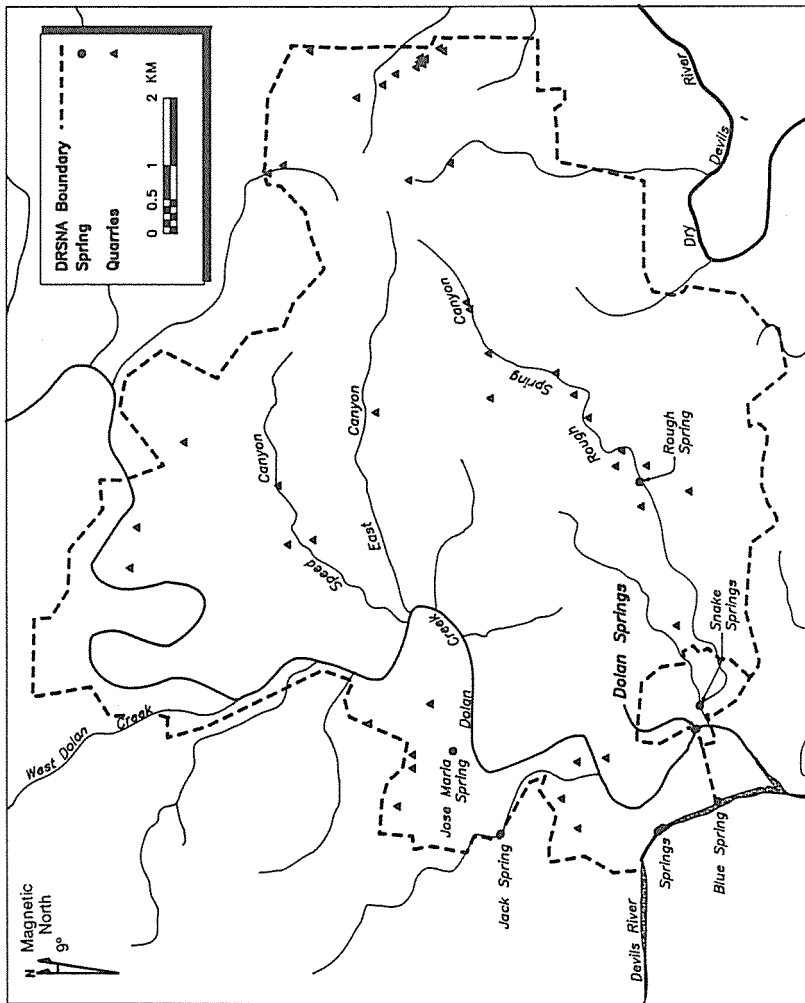 N
Magnetic
North
9°
DRSNA Boundary
Spring
Quarries
0 0.5 1 2 KM
West Dolan
Creek
Speed
Canyon
East
Canyon
Dolan
Creek
Jose Maria
Spring
Jack Spring
Devils River
Springs
Blue Spring
Dolan Springs
Snake
Springs
Rough
Spring
Rough
Spring
Canyon
Dry
Devils
River